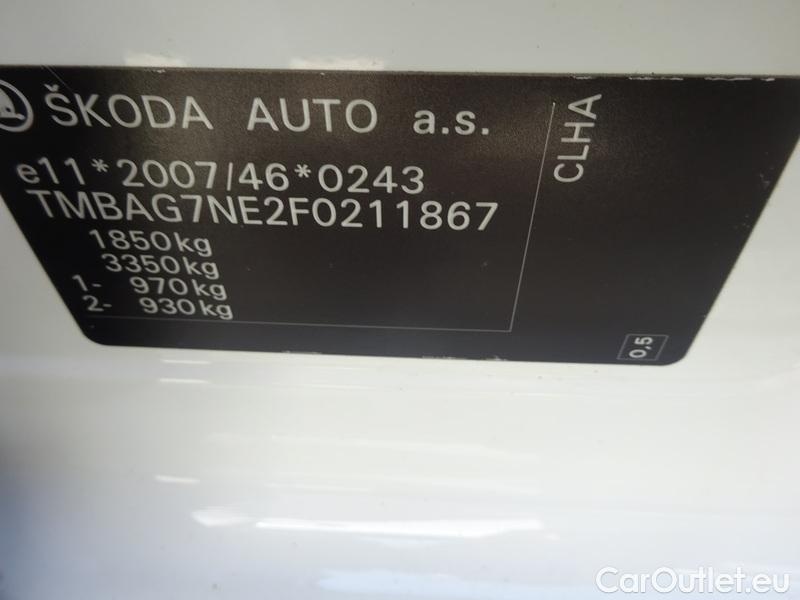 ŠKODA AUTO a.s.
e11*2007/46*0243
TMBAG7NE2F0211867
1850kg
3350kg
1- 970kg
2- 930kg
CLHA
0,5
CarOutlet.eu